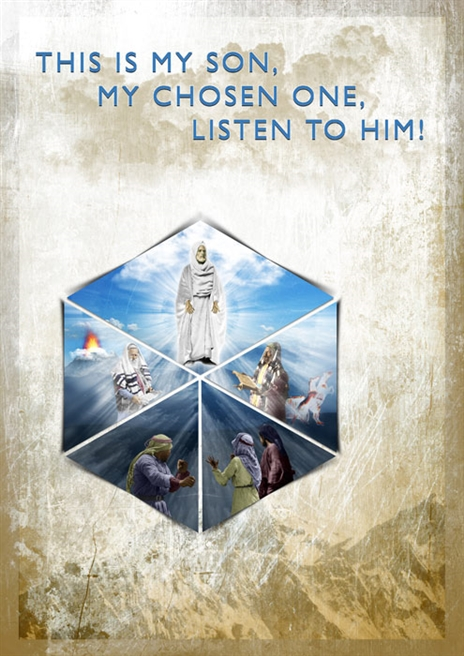 THIS IS MY SON,
MY CHOSEN ONE,
LISTEN TO HIM!